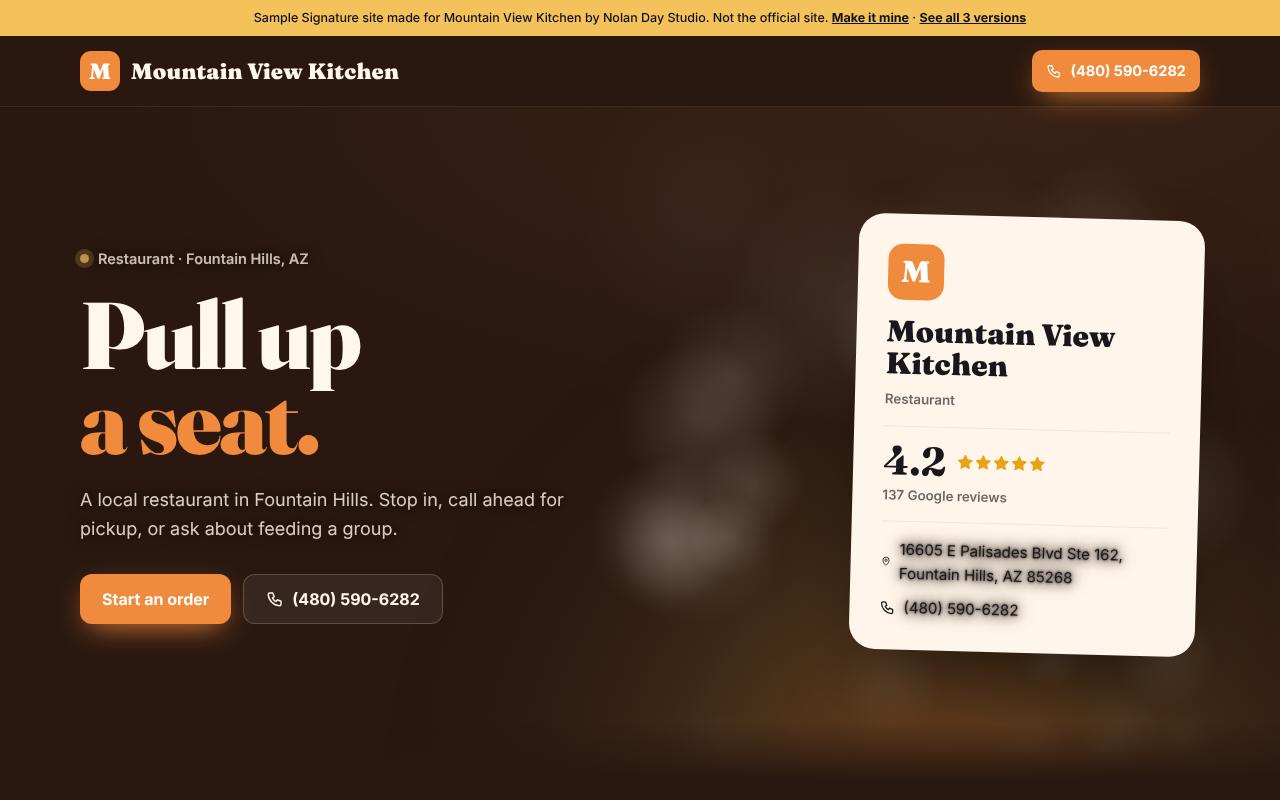 Sample Signature site made for Mountain View Kitchen by Nolan Day Studio. Not the official site. Make it mine · See all 3 versions
M Mountain View Kitchen
(480) 590-6282
Restaurant · Fountain Hills, AZ
Pull up
a seat.
A local restaurant in Fountain Hills. Stop in, call ahead for
pickup, or ask about feeding a group.
Start an order
(480) 590-6282
M
Mountain View
Kitchen
Restaurant
4.2
137 Google reviews
16605 E Palisades Blvd Ste 162,
Fountain Hills, AZ 85268
(480) 590-6282